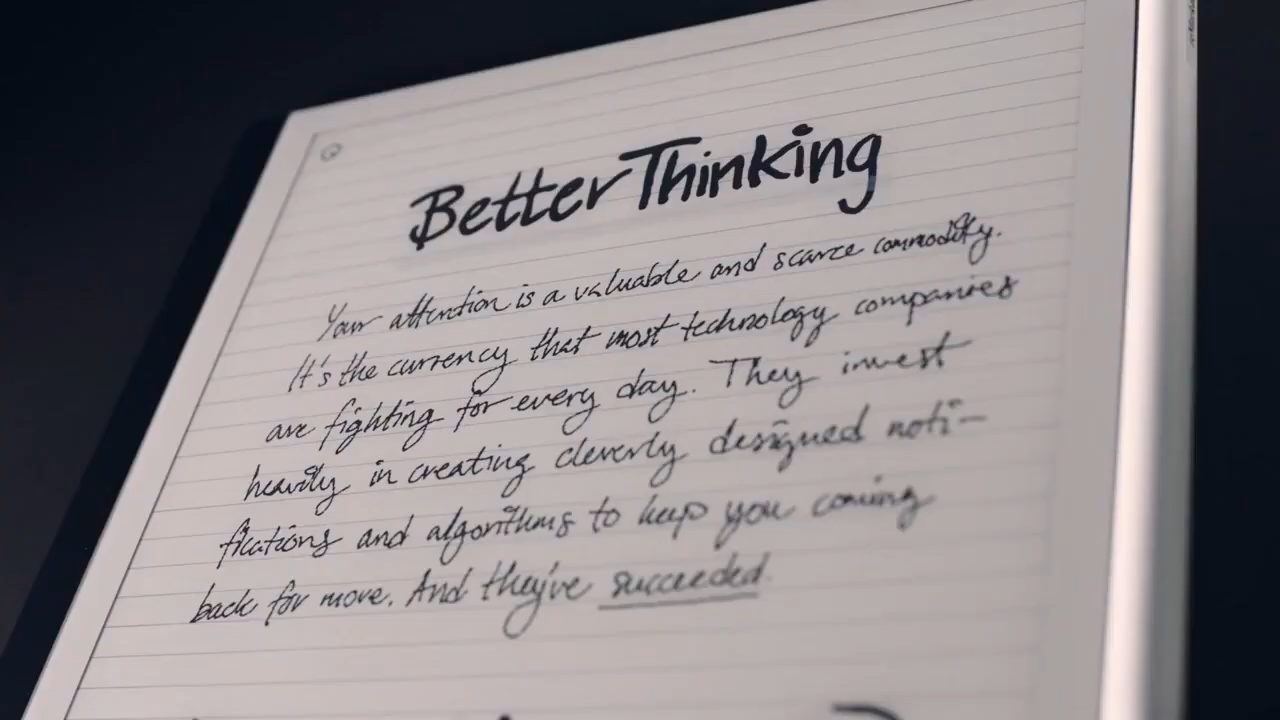 Better Thinking
Your attention is a valuable and scarce commodity.
It's the currency that most technology companies
are fighting for every day. They invest
heavily in creating cleverly designed noti-
fications and algorithms to keep you coming
back for more. And they've succeeded.